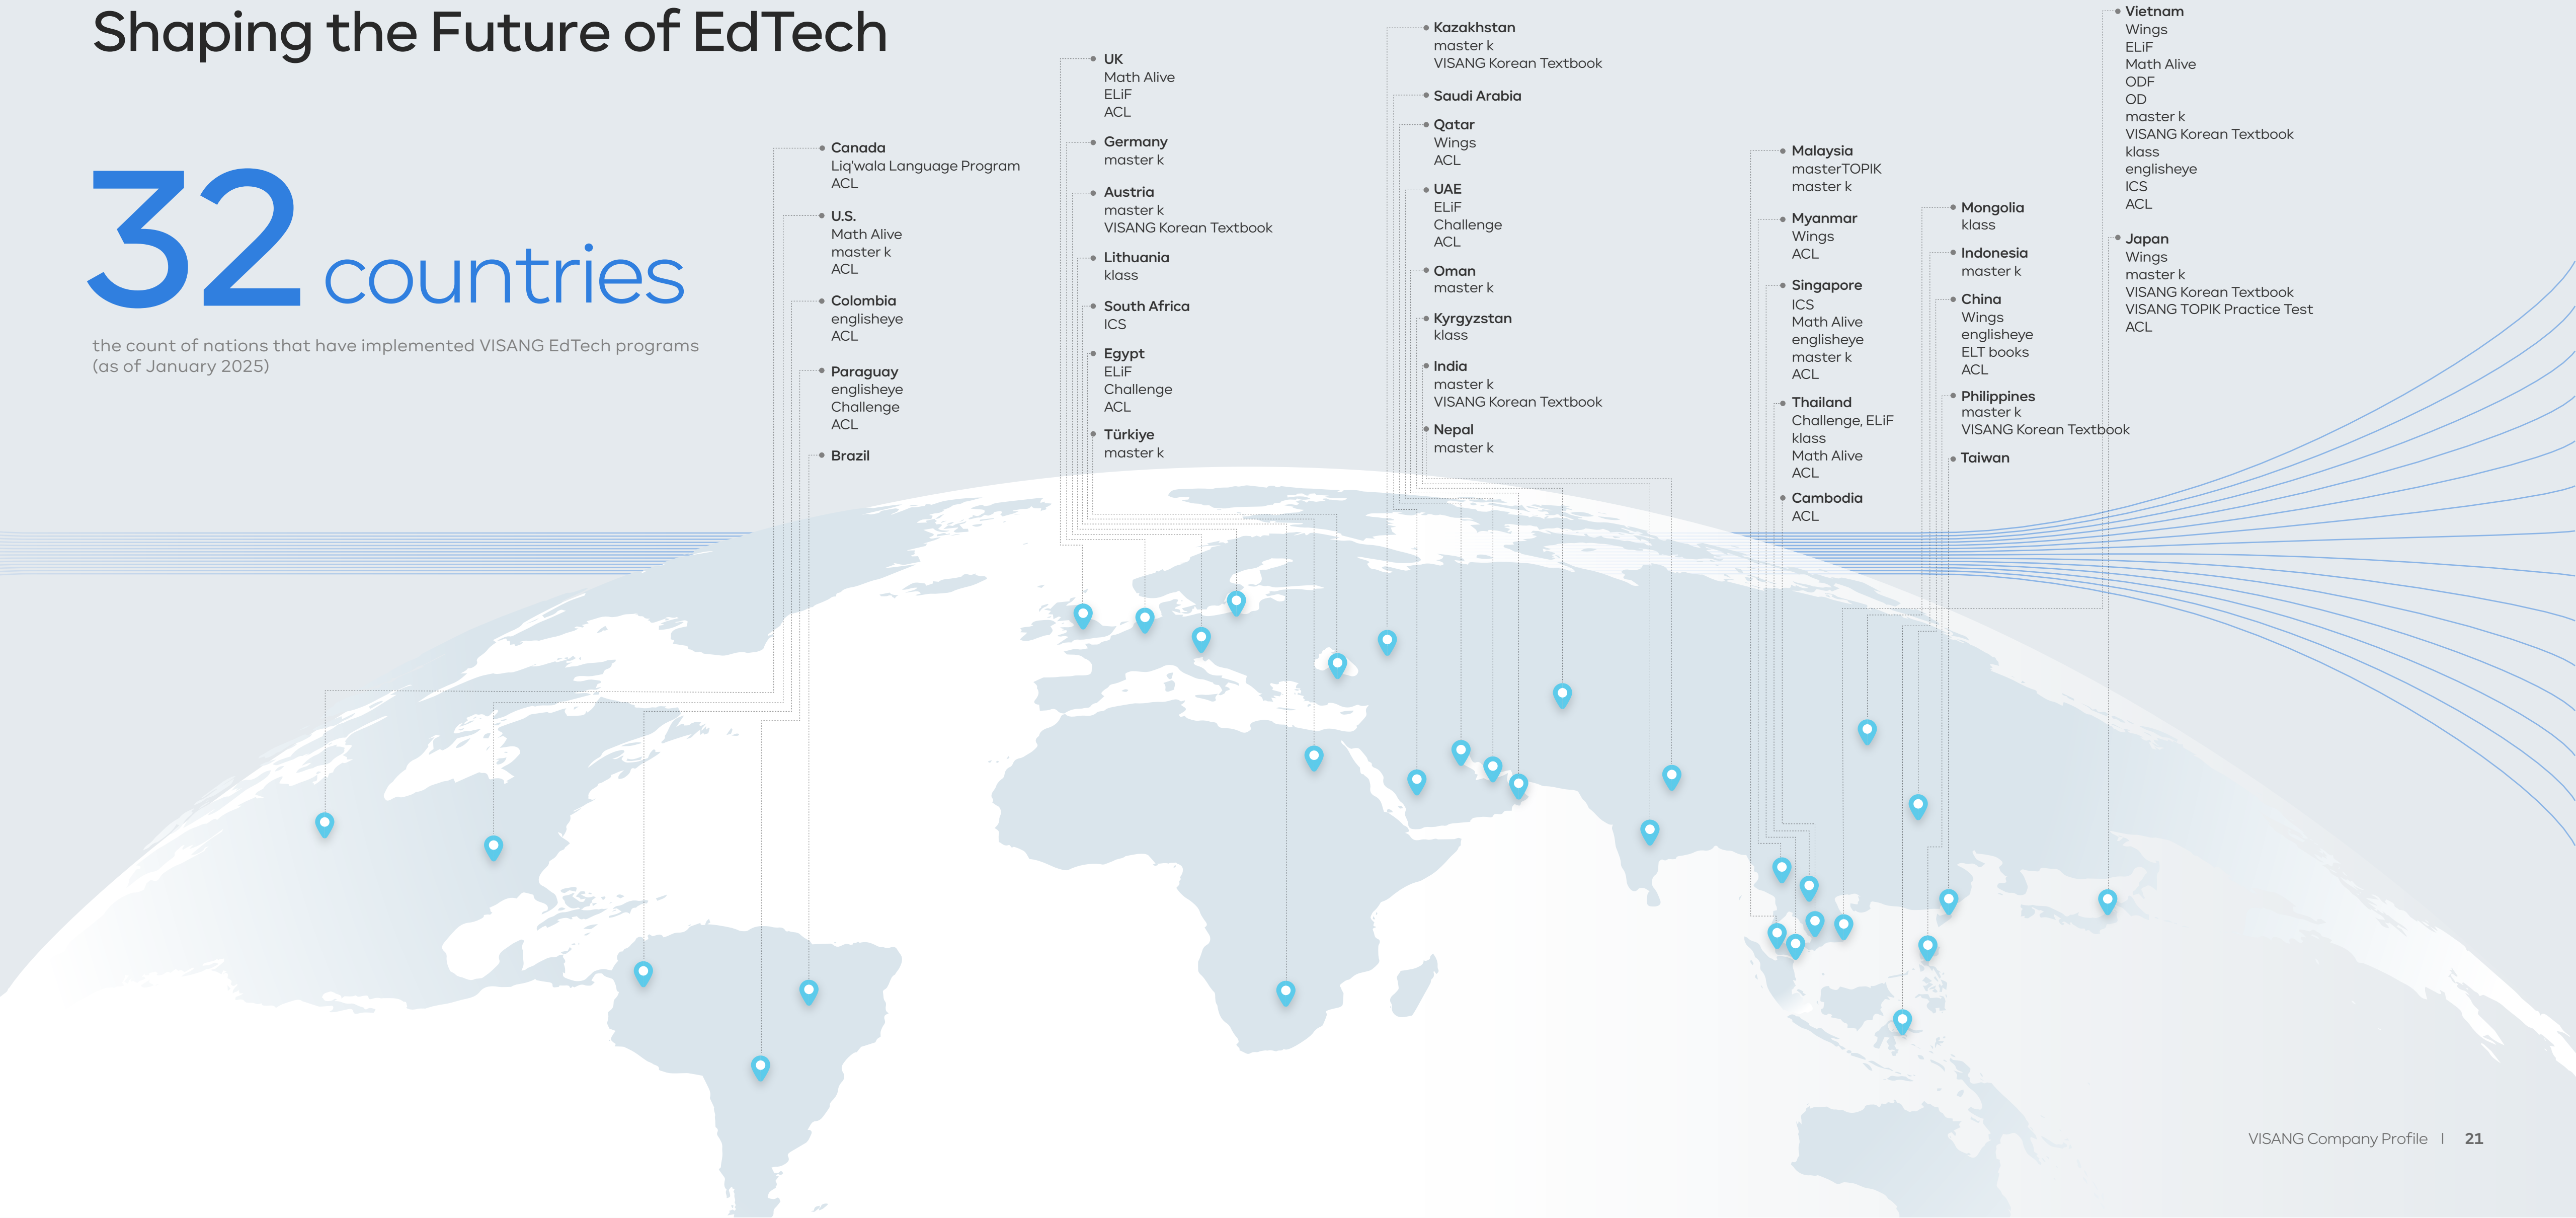 Shaping the Future of EdTech
32 countries
the count of nations that have implemented VISANG EdTech programs
(as of January 2025)
Canada
Liq'wala Language Program
ACL
U.S.
Math Alive
master k
ACL
Colombia
englisheye
ACL
Paraguay
englisheye
Challenge
ACL
Brazil
UK
Math Alive
ELiF
ACL
Germany
master k
Austria
master k
VISANG Korean Textbook
Lithuania
klass
South Africa
ICS
Egypt
ELiF
Challenge
ACL
Türkiye
master k
Kazakhstan
master k
VISANG Korean Textbook
Saudi Arabia
Qatar
Wings
ACL
UAE
ELiF
Challenge
ACL
Oman
master k
Kyrgyzstan
klass
India
master k
VISANG Korean Textbook
Nepal
master k
Malaysia
masterTOPIK
master k
Myanmar
Wings
ACL
Singapore
ICS
Math Alive
englisheye
master k
ACL
Thailand
Challenge, ELiF
klass
Math Alive
ACL
Cambodia
ACL
Mongolia
klass
Indonesia
master k
China
Wings
englisheye
ELT books
ACL
Philippines
master k
VISANG Korean Textbook
Taiwan
Vietnam
Wings
ELiF
Math Alive
ODF
OD
master k
VISANG Korean Textbook
klass
englisheye
ICS
ACL
Japan
Wings
master k
VISANG Korean Textbook
VISANG TOPIK Practice Test
ACL
VISANG Company Profile | 21